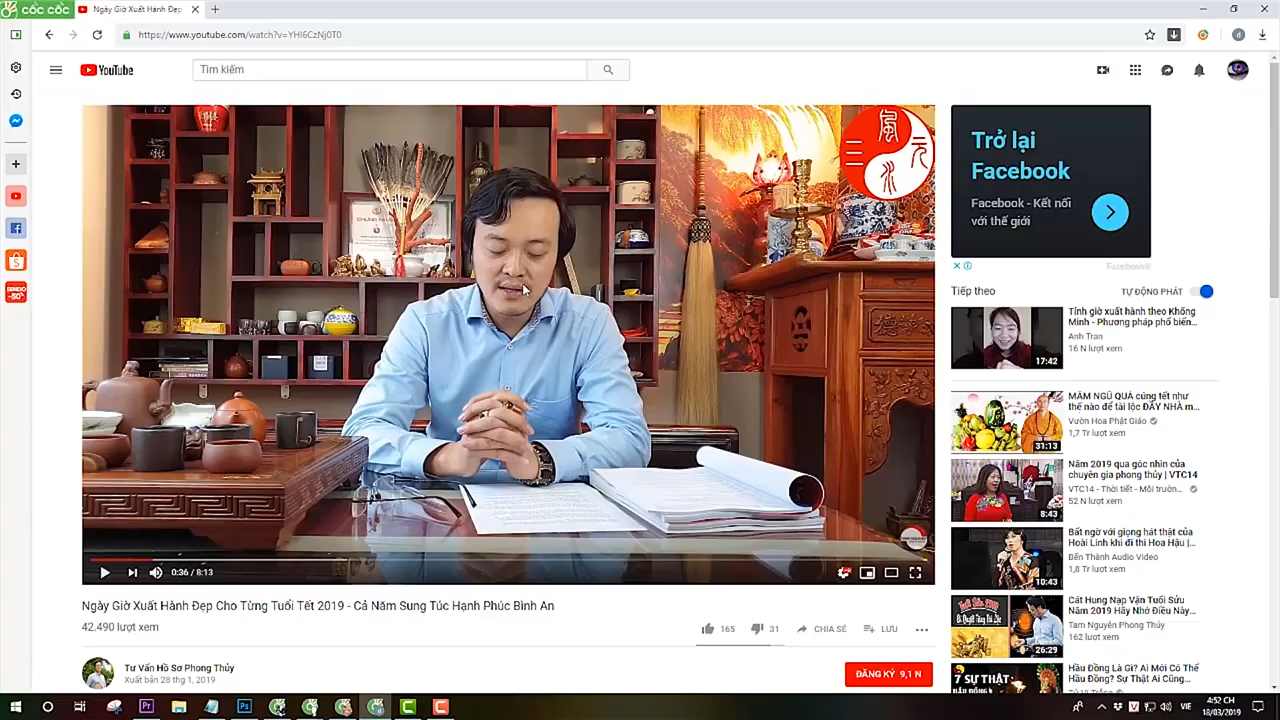 cốc cốc
Ngày Giờ Xuất Hành Đẹp
https://www.youtube.com/watch?v=YHI6CzNj0T0
YouTube
Tìm kiếm
Trở lại
Facebook
Facebook - Kết nối
với thế giới
Tiếp theo
TỰ ĐỘNG PHÁT
Tính giờ xuất hành theo Khổng
Minh - Phương pháp phổ biến...
Anh Tran
16 N lượt xem
17:42
MÂM NGŨ QUẢ cúng tết như
thế nào để tài lộc ĐẦY NHÀ m...
Vườn Hoa Phật Giáo
1,7 Tr lượt xem
31:13
Năm 2019 qua góc nhìn của
chuyên gia phong thủy | VTC14
VTC14 - Thời tiết - Môi trườn...
52 N lượt xem
8:43
Bất ngờ với giọng hát thật của
Hoài Linh khi đi thi Hoa Hậu |...
Bến Thành Audio Video
1,8 Tr lượt xem
10:43
Cát Hung Nạp Vận Tuổi Sửu
Năm 2019 Hãy Nhớ Điều Này...
Tam Nguyên Phong Thủy
162 lượt xem
26:29
Hầu Đồng Là Gì? Ai Mới Có Thể
Hầu Đồng? Sự Thật Ai Cũng...
7 SỰ THẬT
0:36 / 8:13
Ngày Giờ Xuất Hành Đẹp Cho Từng Tuổi Tết 2019 - Cả Năm Sung Túc Hạnh Phúc Bình An
42.490 lượt xem
165
31
CHIA SẺ
LƯU
Tư Vấn Hồ Sơ Phong Thủy
Xuất bản 28 thg 1, 2019
ĐĂNG KÝ 9,1 N
VIE
4:52 CH
18/03/2019